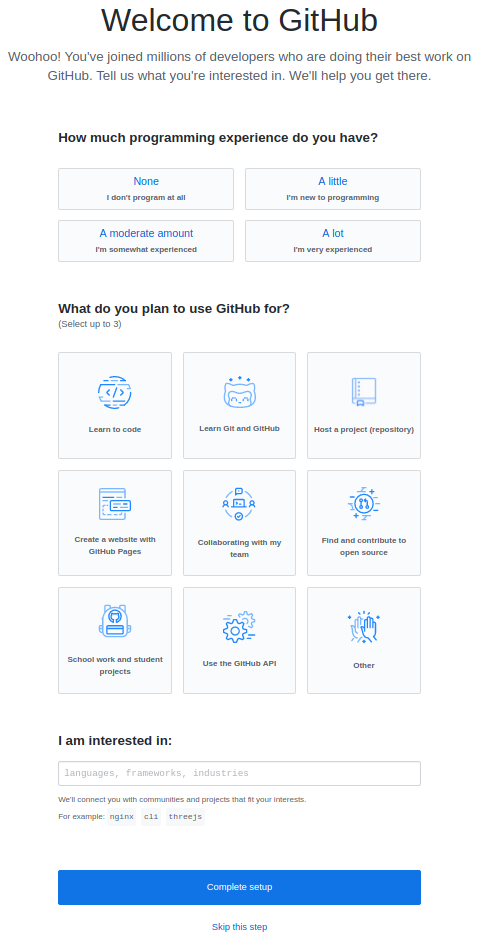 Welcome to GitHub
Woohoo! You've joined millions of developers who are doing their best work on
GitHub. Tell us what you're interested in. We'll help you get there.
How much programming experience do you have?
None
I don't program at all
A little
I'm new to programming
A moderate amount
I'm somewhat experienced
A lot
I'm very experienced
What do you plan to use GitHub for?
(Select up to 3)
Learn to code
Learn Git and GitHub
Host a project (repository)
Create a website with
GitHub Pages
Collaborating with my
team
Find and contribute to
open source
School work and student
projects
Use the GitHub API
Other
I am interested in:
languages, frameworks, industries
We'll connect you with communities and projects that fit your interests.
For example: nginx cli threejs
Complete setup
Skip this step